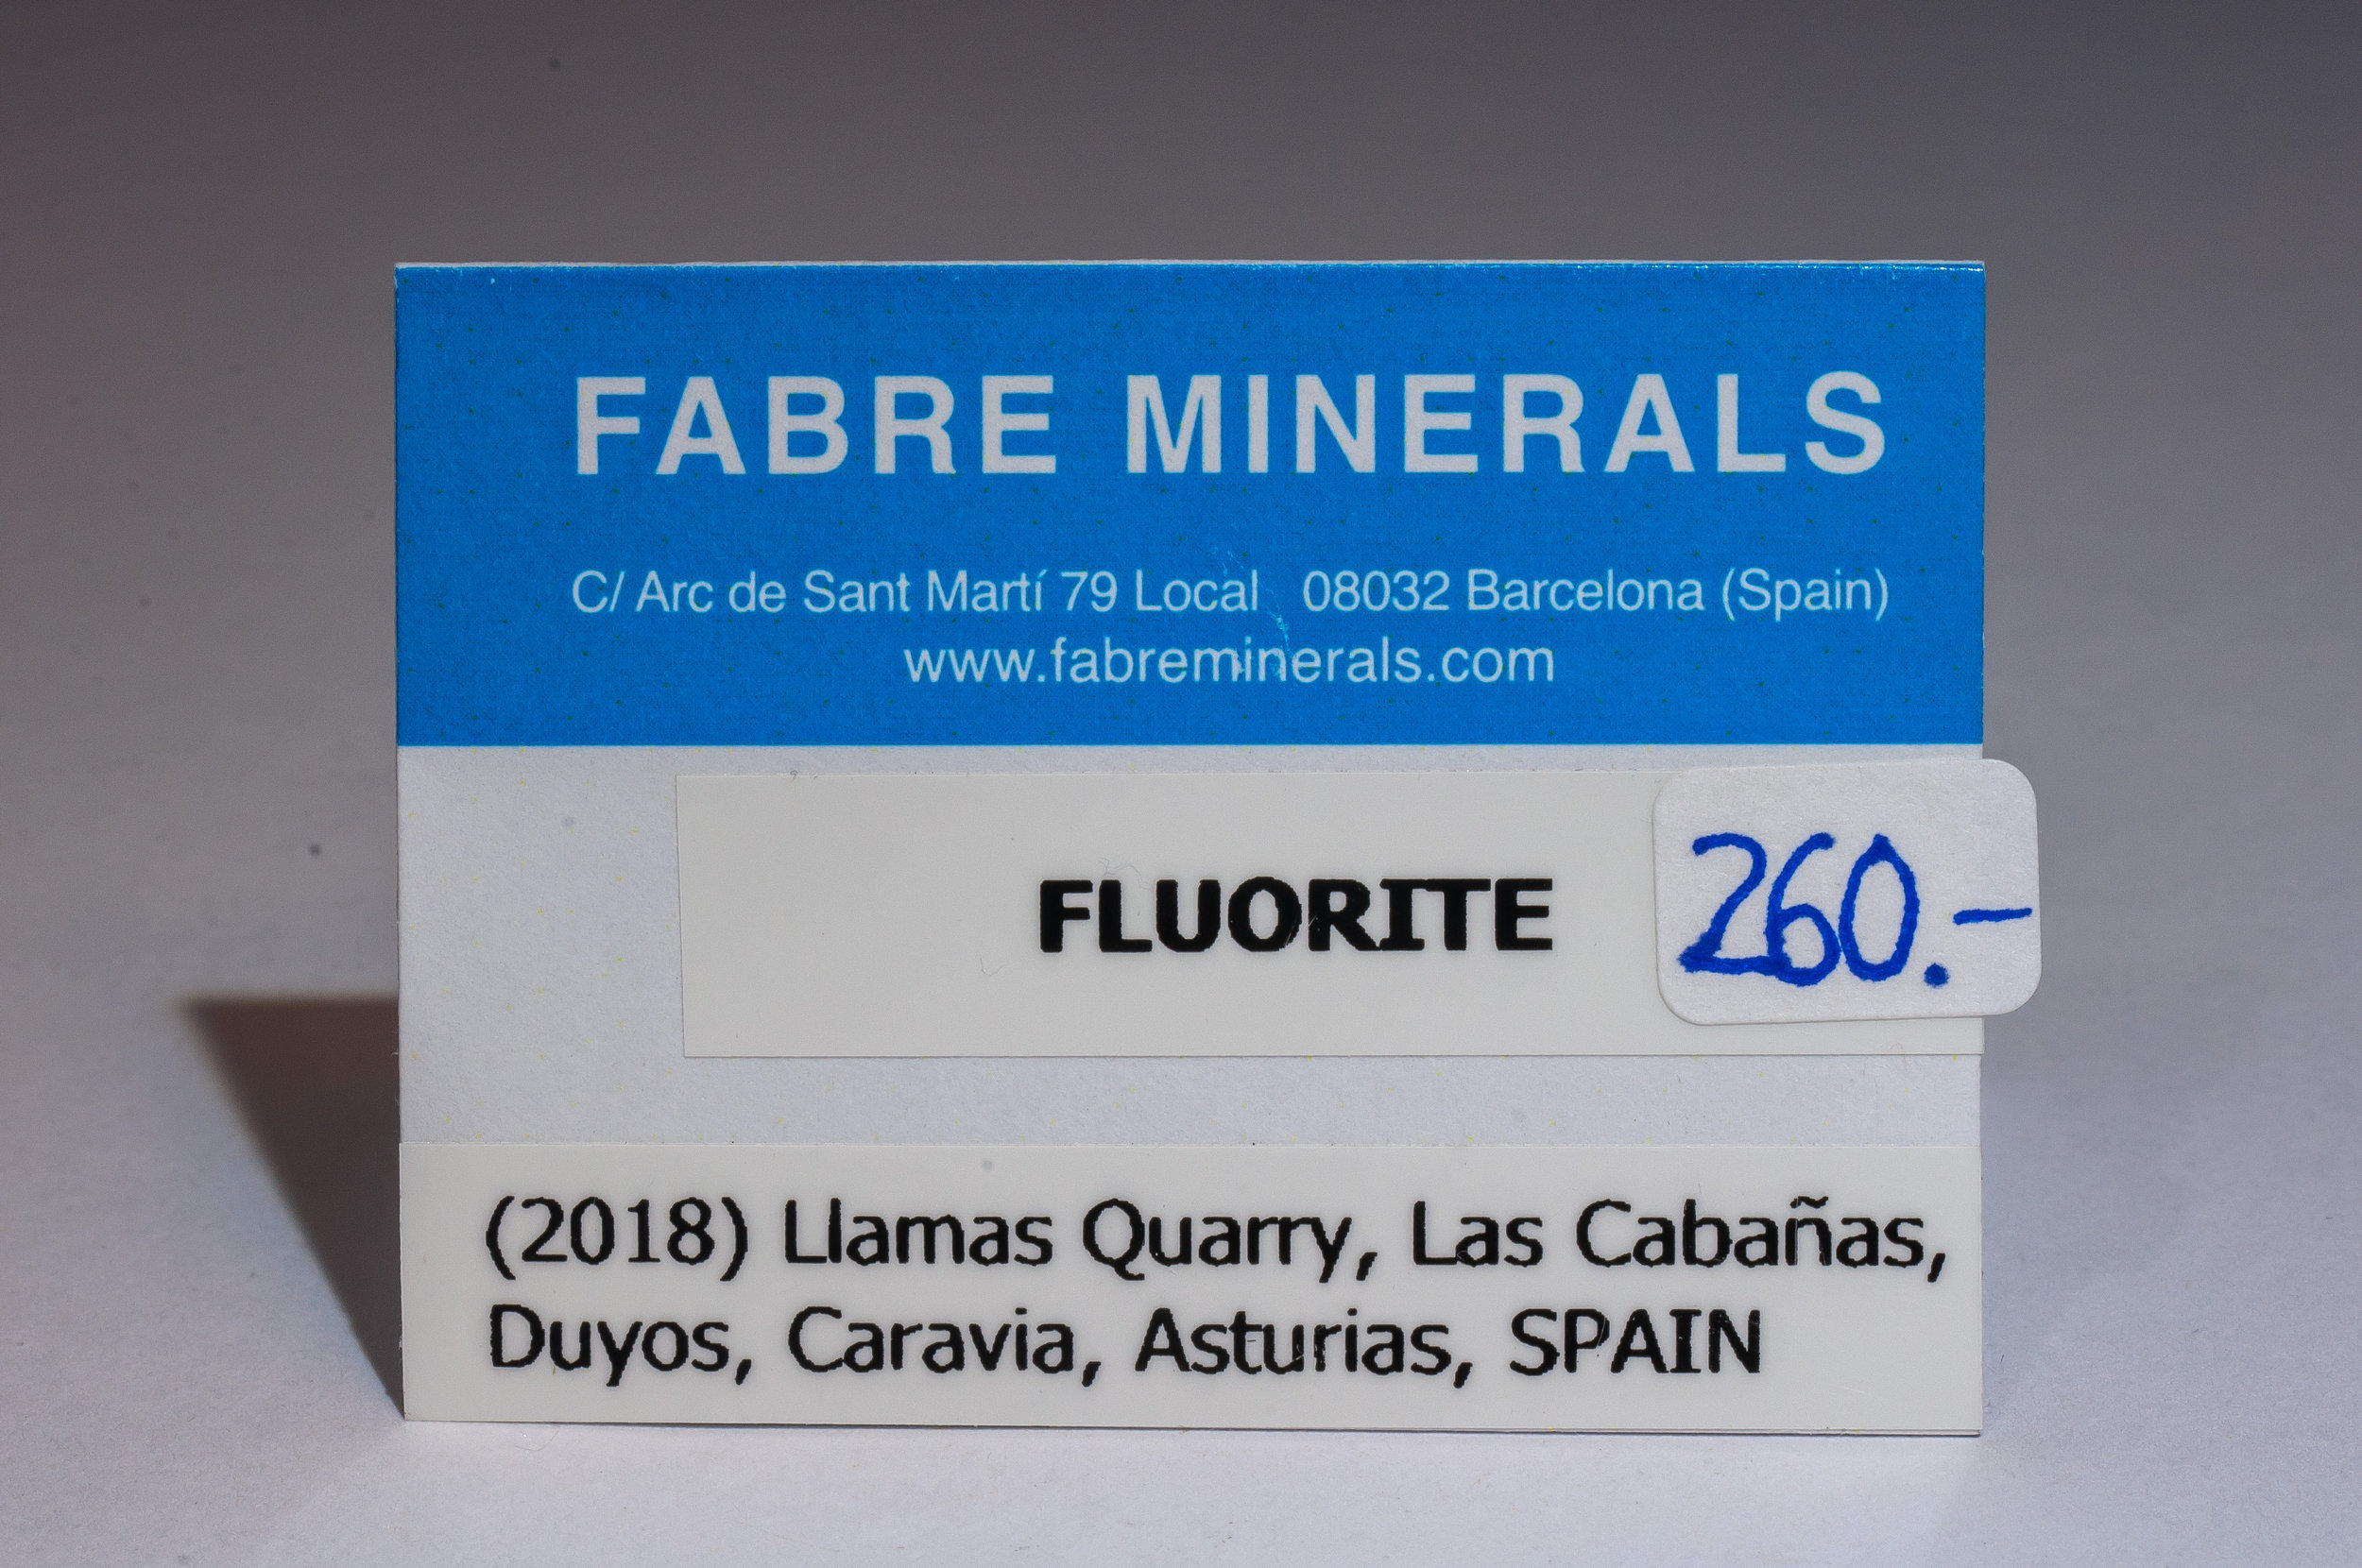 FABRE MINERALS
C/ Arc de Sant Martí 79 Local 08032 Barcelona (Spain)
www.fabreminerals.com
FLUORITE
260.-
(2018) Llamas Quarry, Las Cabañas,
Duyos, Caravia, Asturias, SPAIN